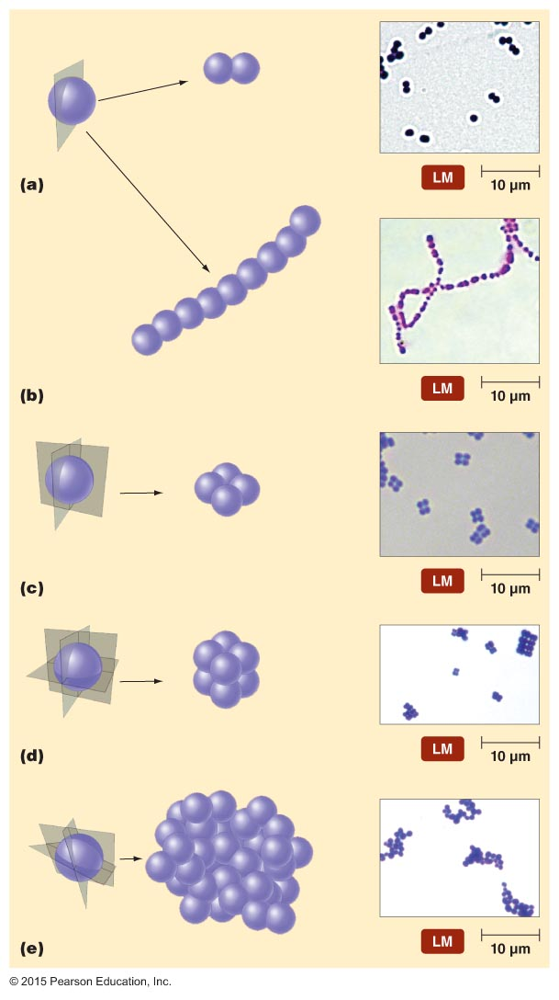 (a)
LM
10 µm
(b)
LM
10 µm
(c)
LM
10 µm
(d)
LM
10 µm
(e)
LM
10 µm
© 2015 Pearson Education, Inc.